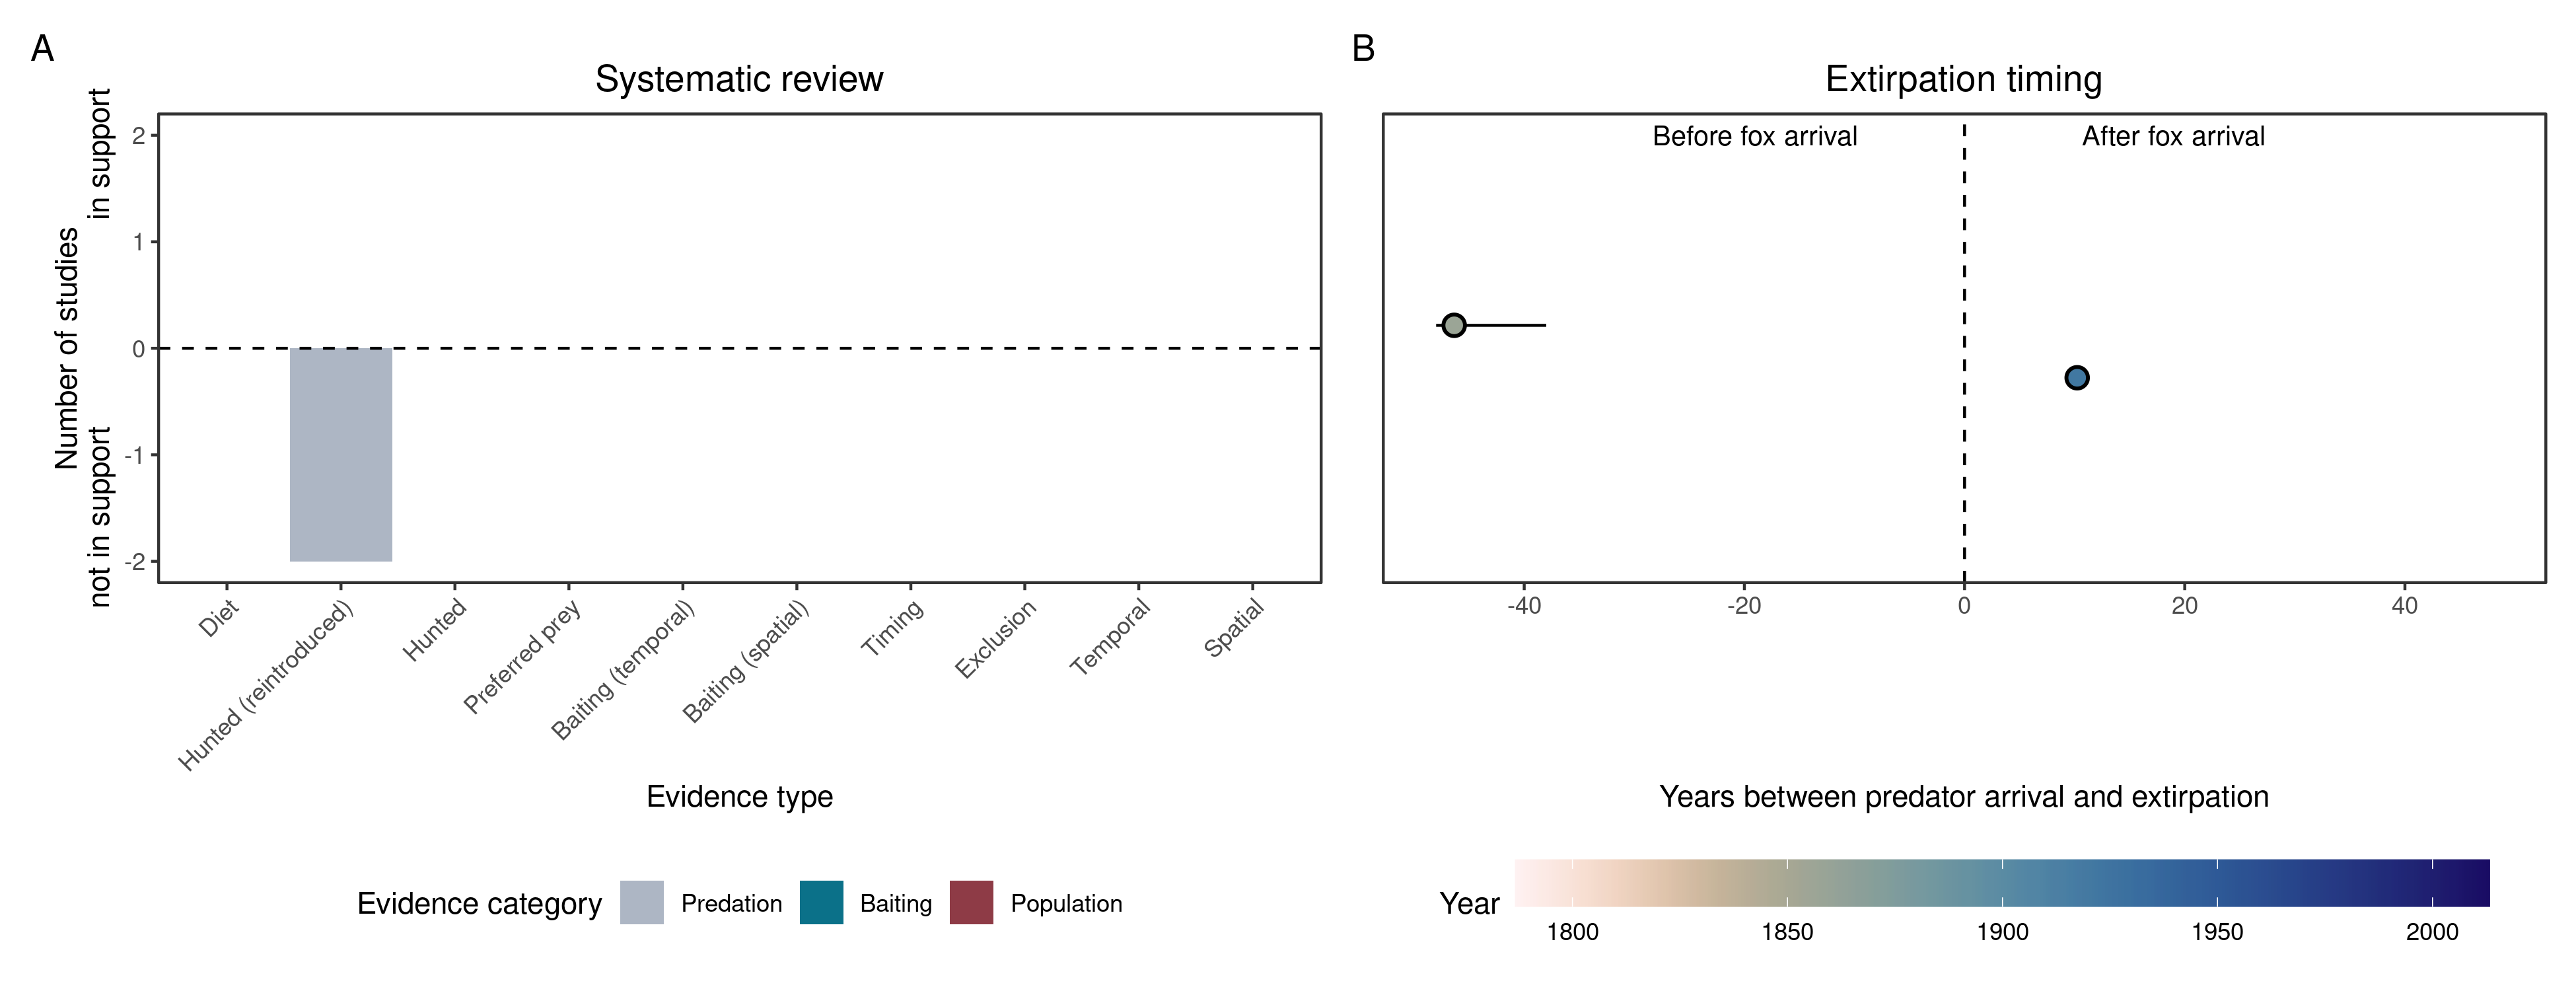 A
Systematic review
Number of studies
not in support
in support
2
1
0
-1
-2
Diet
Hunted (reintroduced)
Hunted
Preferred prey
Baiting (temporal)
Baiting (spatial)
Timing
Exclusion
Temporal
Spatial
Evidence type
Evidence category
Predation
Baiting
Population
B
Extirpation timing
Before fox arrival
After fox arrival
-40
-20
0
20
40
Years between predator arrival and extirpation
Year
1800
1850
1900
1950
2000